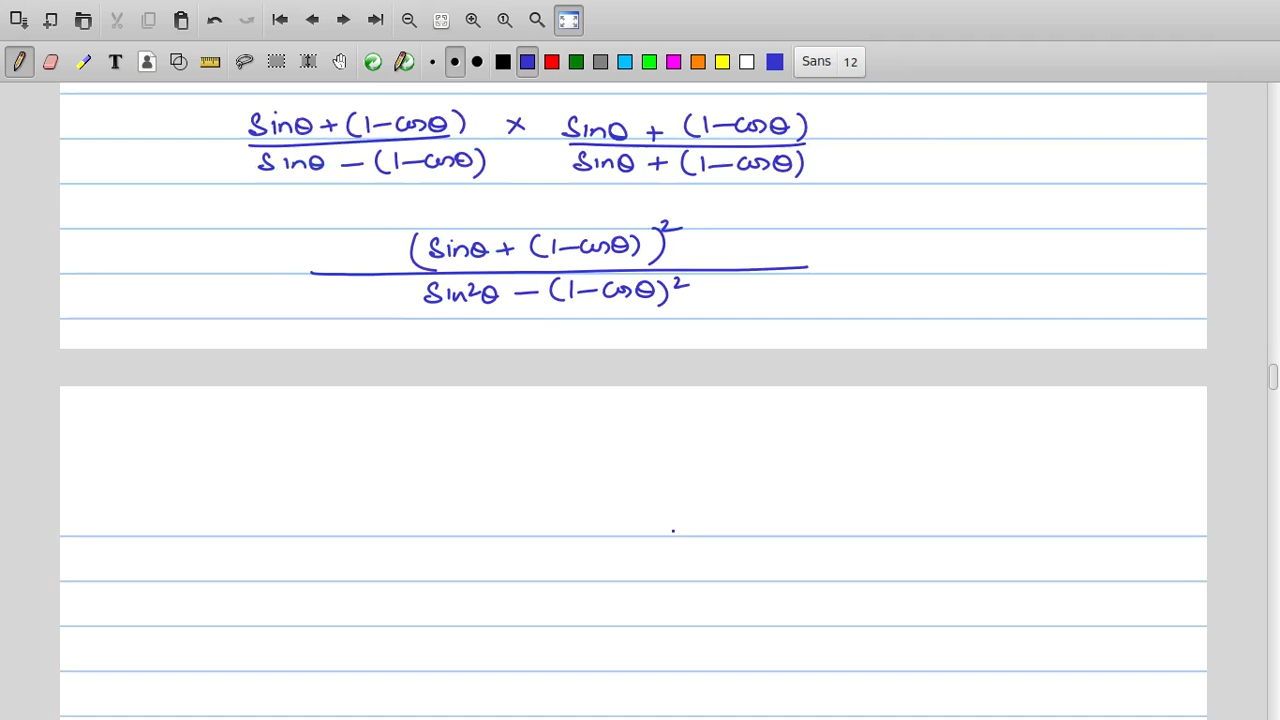 Sans 12
sinθ + (1-cosθ) × sinθ + (1-cosθ)
sinθ - (1-cosθ) sinθ + (1-cosθ)
(sinθ + (1-cosθ))²
sin²θ - (1-cosθ)²